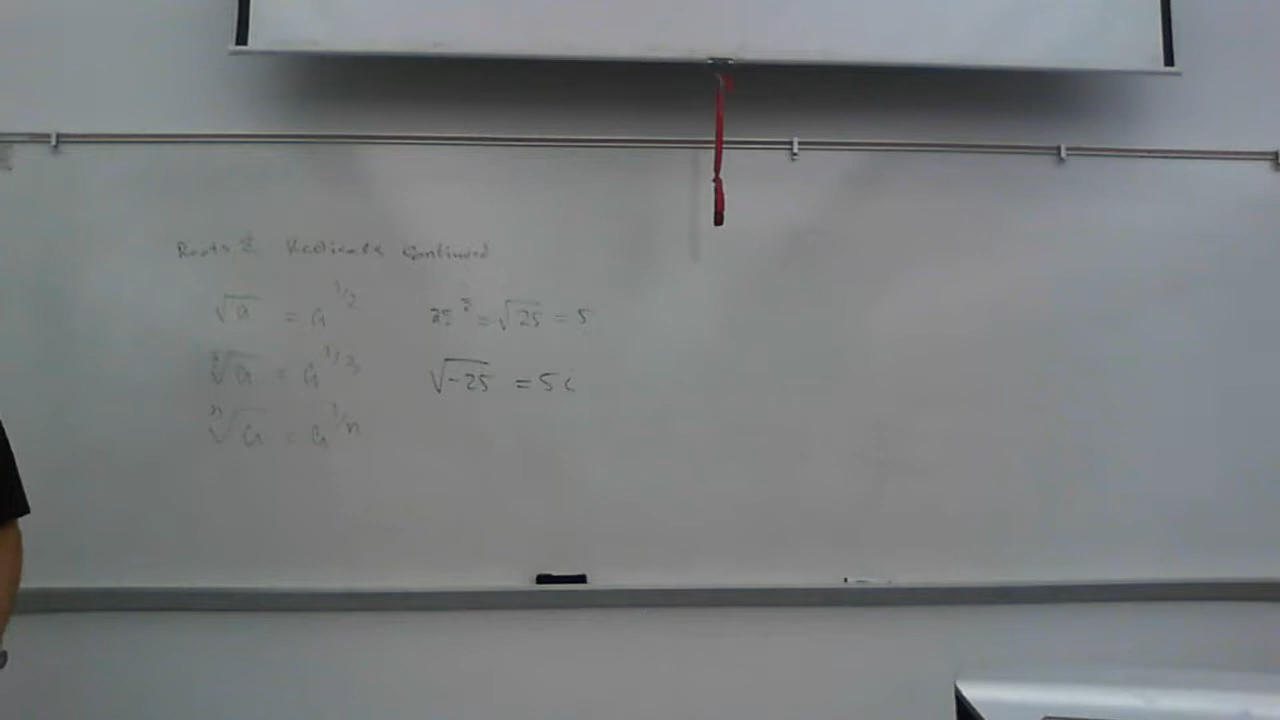 Roots & Radicals Continued
√a = a^1/2
25^½ = √25 = 5
∛a = a^1/3
√-25 = 5i
ⁿ√a = a^1/n